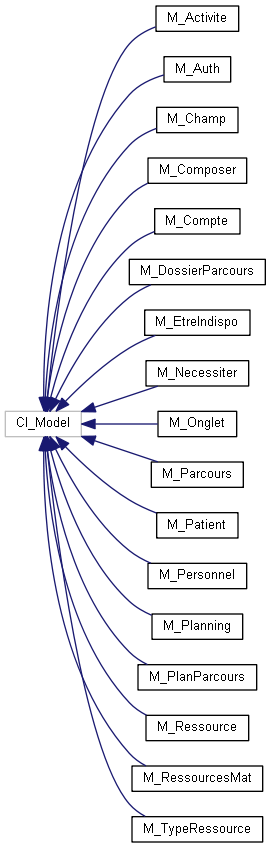 M_Activite
M_Auth
M_Champ
M_Composer
M_Compte
M_DossierParcours
M_EtreIndispo
M_Necessiter
CI_Model
M_Onglet
M_Parcours
M_Patient
M_Personnel
M_Planning
M_PlanParcours
M_Ressource
M_RessourcesMat
M_TypeRessource